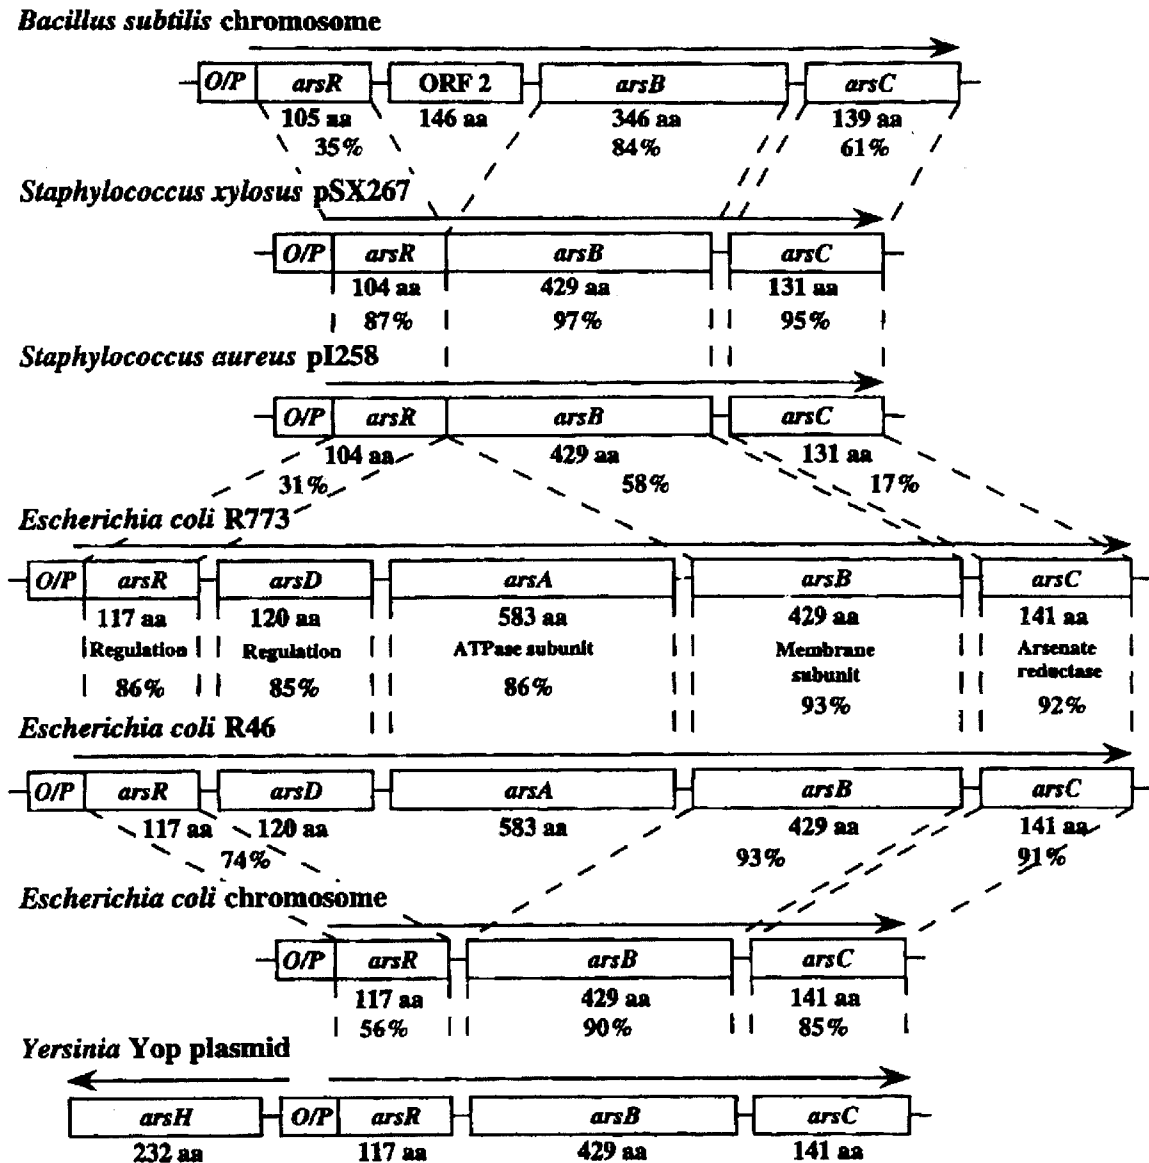 Bacillus subtilis chromosome
O/P arsR ORF 2 arsB arsC
105 aa 146 aa 346 aa 139 aa
35% 84% 61%
Staphylococcus xylosus pSX267
O/P arsR arsB arsC
104 aa 429 aa 131 aa
87% 97% 95%
Staphylococcus aureus pI258
O/P arsR arsB arsC
104 aa 429 aa 131 aa
31% 58% 17%
Escherichia coli R773
O/P arsR arsD arsA arsB arsC
117 aa 120 aa 583 aa 429 aa 141 aa
Regulation Regulation ATPase subunit Membrane Arsenate
subunit reductase
86% 85% 86% 93% 92%
Escherichia coli R46
O/P arsR arsD arsA arsB arsC
117 aa 120 aa 583 aa 429 aa 141 aa
74% 93% 91%
Escherichia coli chromosome
O/P arsR arsB arsC
117 aa 429 aa 141 aa
56% 90% 85%
Yersinia Yop plasmid
arsH O/P arsR arsB arsC
232 aa 117 aa 429 aa 141 aa